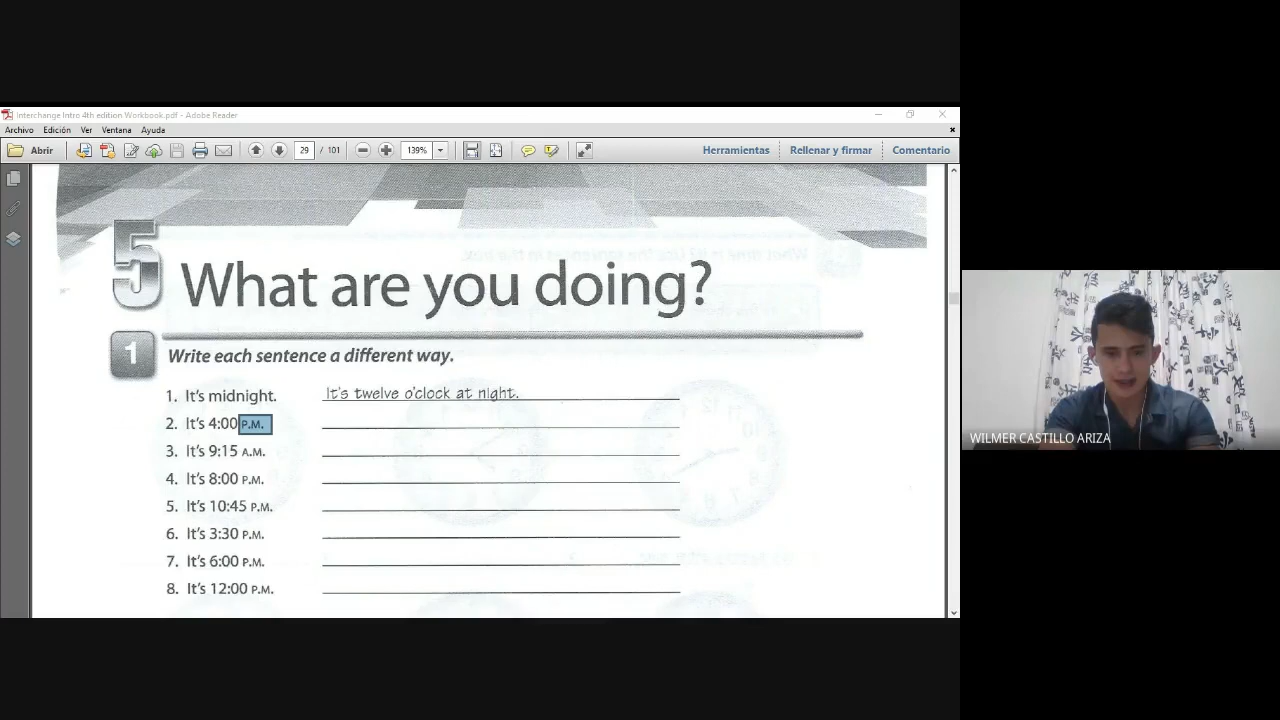 Interchange Intro 4th edition Workbook.pdf - Adobe Reader
Archivo Edición Ver Ventana Ayuda
Abrir 29 / 101 139% Herramientas Rellenar y firmar Comentario
5 What are you doing?
1 Write each sentence a different way.
1. It's midnight. It's twelve o'clock at night.
2. It's 4:00 P.M.
3. It's 9:15 A.M.
4. It's 8:00 P.M.
5. It's 10:45 P.M.
6. It's 3:30 P.M.
7. It's 6:00 P.M.
8. It's 12:00 P.M.
WILMER CASTILLO ARIZA